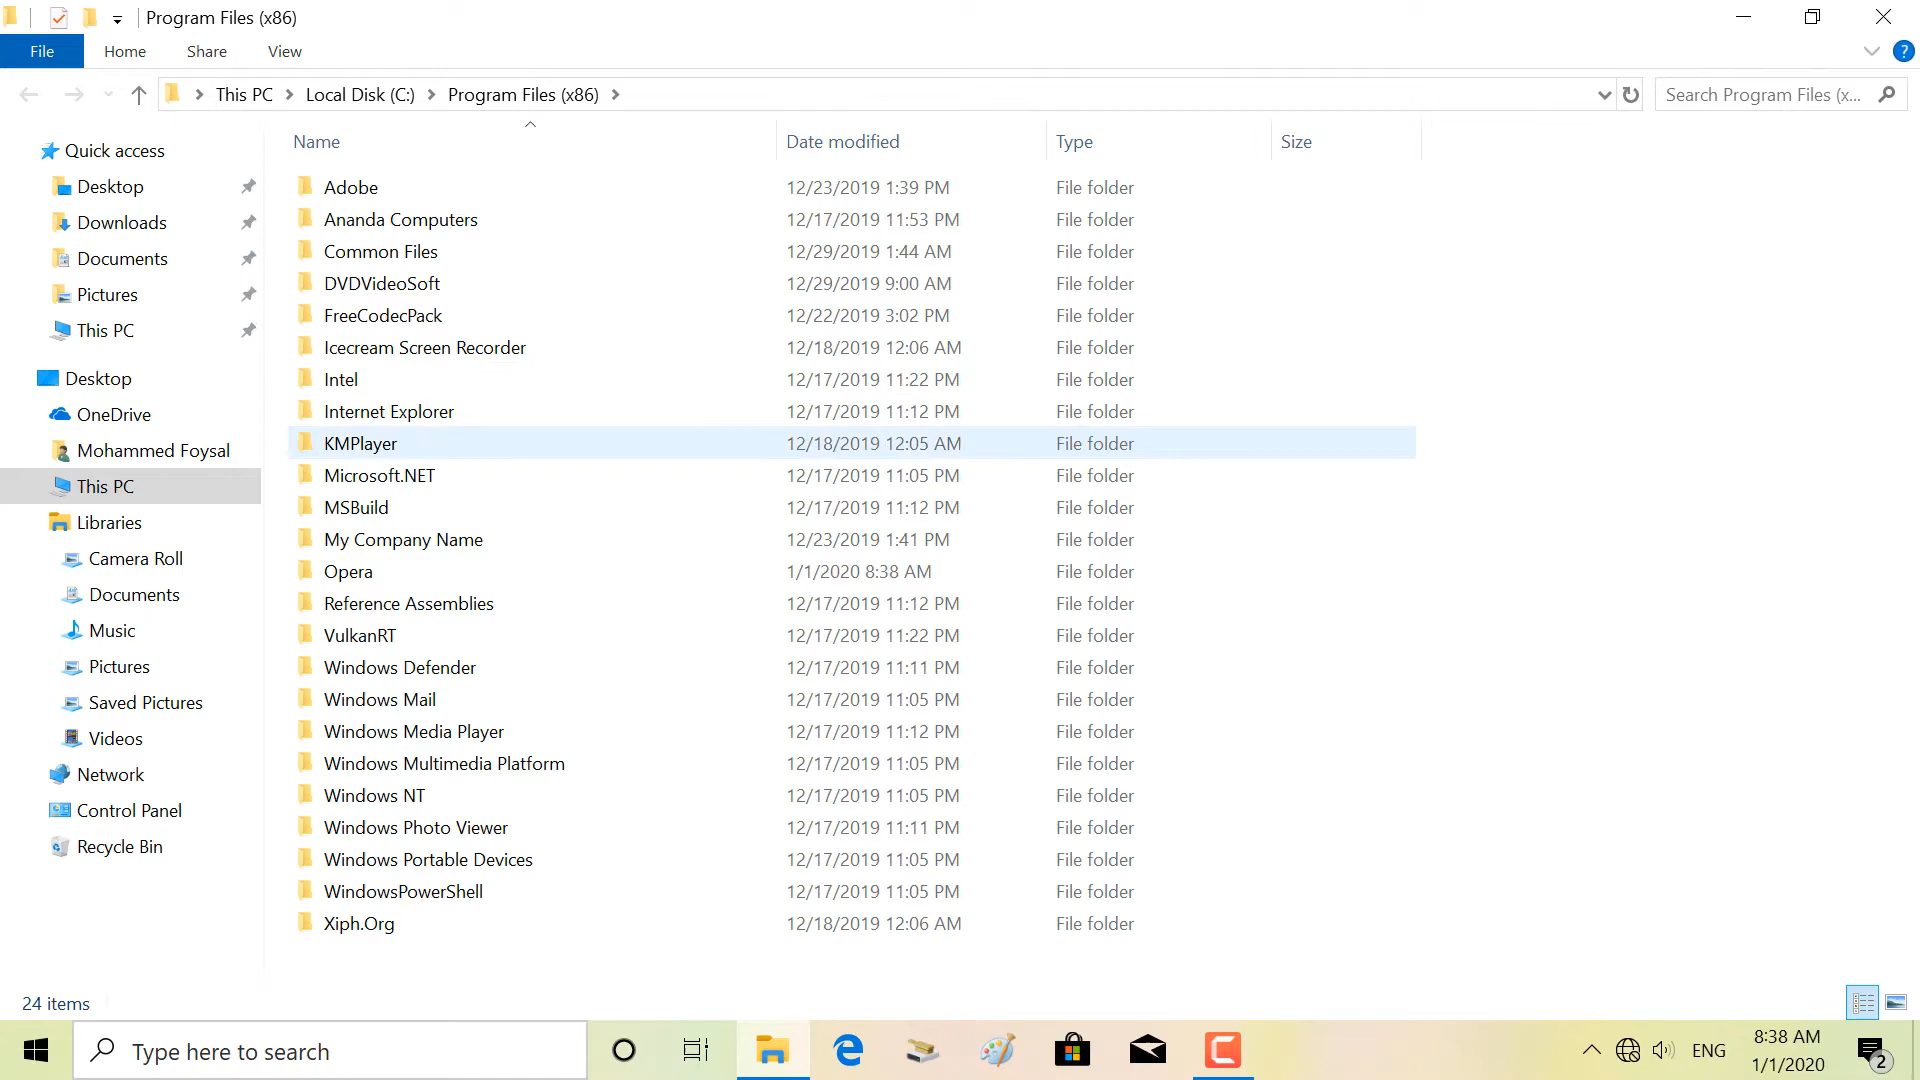 Program Files (x86)
File Home Share View
This PC Local Disk (C:) Program Files (x86) Search Program Files (x...
Name Date modified Type Size
Quick access
Desktop
Downloads
Documents
Pictures
This PC
Desktop
OneDrive
Mohammed Foysal
This PC
Libraries
Camera Roll
Documents
Music
Pictures
Saved Pictures
Videos
Network
Control Panel
Recycle Bin
Adobe 12/23/2019 1:39 PM File folder
Ananda Computers 12/17/2019 11:53 PM File folder
Common Files 12/29/2019 1:44 AM File folder
DVDVideoSoft 12/29/2019 9:00 AM File folder
FreeCodecPack 12/22/2019 3:02 PM File folder
Icecream Screen Recorder 12/18/2019 12:06 AM File folder
Intel 12/17/2019 11:22 PM File folder
Internet Explorer 12/17/2019 11:12 PM File folder
KMPlayer 12/18/2019 12:05 AM File folder
Microsoft.NET 12/17/2019 11:05 PM File folder
MSBuild 12/17/2019 11:12 PM File folder
My Company Name 12/23/2019 1:41 PM File folder
Opera 1/1/2020 8:38 AM File folder
Reference Assemblies 12/17/2019 11:12 PM File folder
VulkanRT 12/17/2019 11:22 PM File folder
Windows Defender 12/17/2019 11:11 PM File folder
Windows Mail 12/17/2019 11:05 PM File folder
Windows Media Player 12/17/2019 11:12 PM File folder
Windows Multimedia Platform 12/17/2019 11:05 PM File folder
Windows NT 12/17/2019 11:05 PM File folder
Windows Photo Viewer 12/17/2019 11:11 PM File folder
Windows Portable Devices 12/17/2019 11:05 PM File folder
WindowsPowerShell 12/17/2019 11:05 PM File folder
Xiph.Org 12/18/2019 12:06 AM File folder
24 items
Type here to search
ENG
8:38 AM
1/1/2020
2